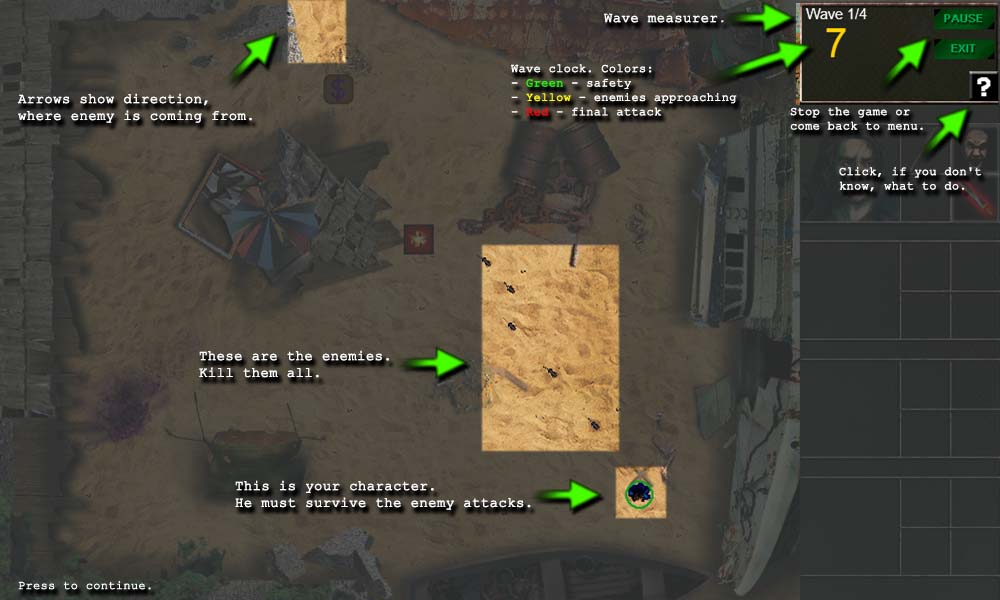 Wave measurer.
Wave 1/4
7
PAUSE
EXIT
?
Wave clock. Colors:
- Green - safety
- Yellow - enemies approaching
- Red - final attack
Arrows show direction,
where enemy is coming from.
Stop the game or
come back to menu.
Click, if you don't
know, what to do.
These are the enemies.
Kill them all.
This is your character.
He must survive the enemy attacks.
Press to continue.